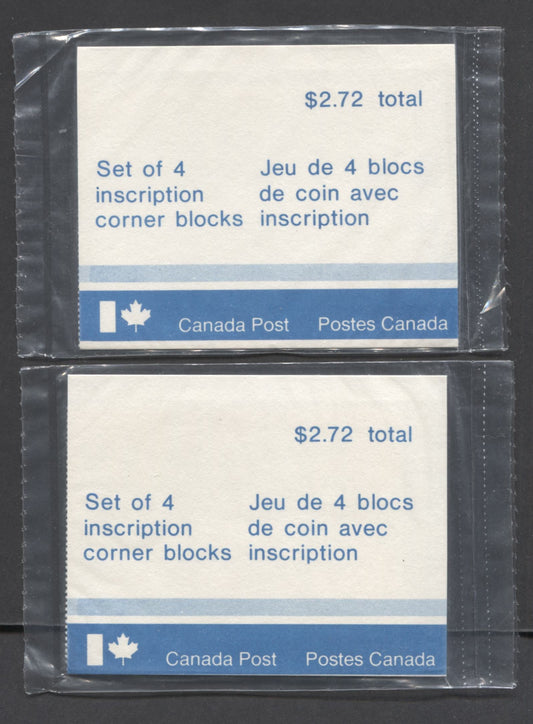 $2.72 total
Set of 4
inscription
corner blocks
Jeu de 4 blocs
de coin avec
inscription
Canada Post Postes Canada
$2.72 total
Set of 4
inscription
corner blocks
Jeu de 4 blocs
de coin avec
inscription
Canada Post Postes Canada